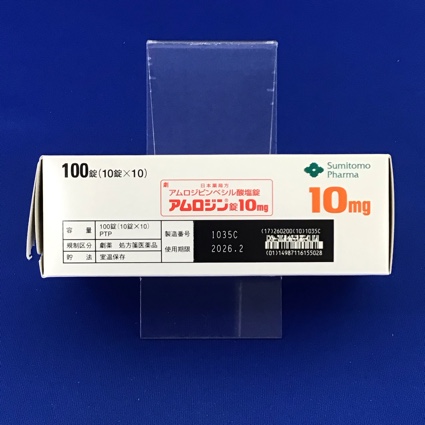 100錠(10錠×10)
劇
日本薬局方
アムロジピンベシル酸塩錠
アムロジン®錠10mg
Sumitomo
Pharma
10mg
容 量 100錠(10錠×10)
PTP
規制区分 劇薬 処方箋医薬品
貯 法 室温保存
製造番号 1035C
使用期限 2026.2
(17)260200(10)1035C
(01)14987116155028